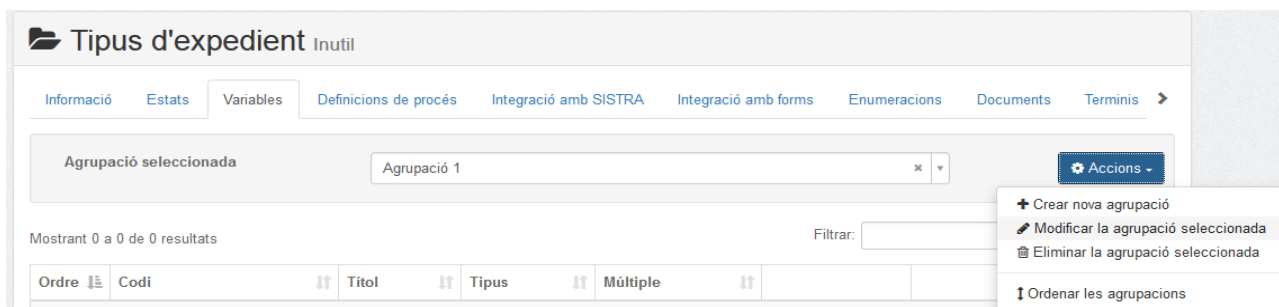 Tipus d'expedient Inutil
Informació Estats Variables Definicions de procés Integració amb SISTRA Integració amb forms Enumeracions Documents Terminis
Agrupació seleccionada Agrupació 1 Accions
Crear nova agrupació
Modificar la agrupació seleccionada
Eliminar la agrupació seleccionada
Ordenar les agrupacions
Mostrant 0 a 0 de 0 resultats Filtrar:
Ordre Codi Títol Tipus Múltiple